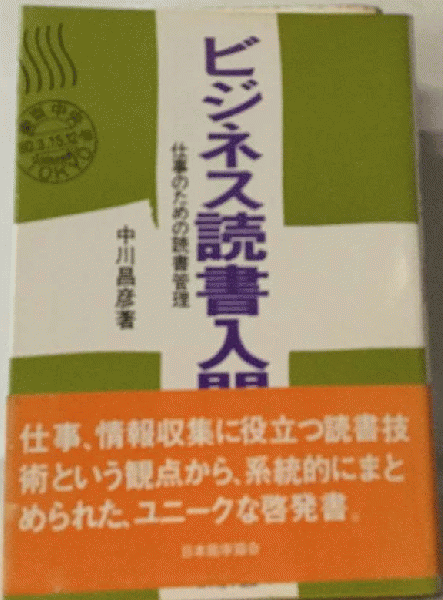 ビジネス読書入門
仕事のための読書管理
中川昌彦著
TOKYO
仕事、情報収集に役立つ読書技
術という観点から、系統的にまと
められた、ユニークな啓発書。
日本能率協会